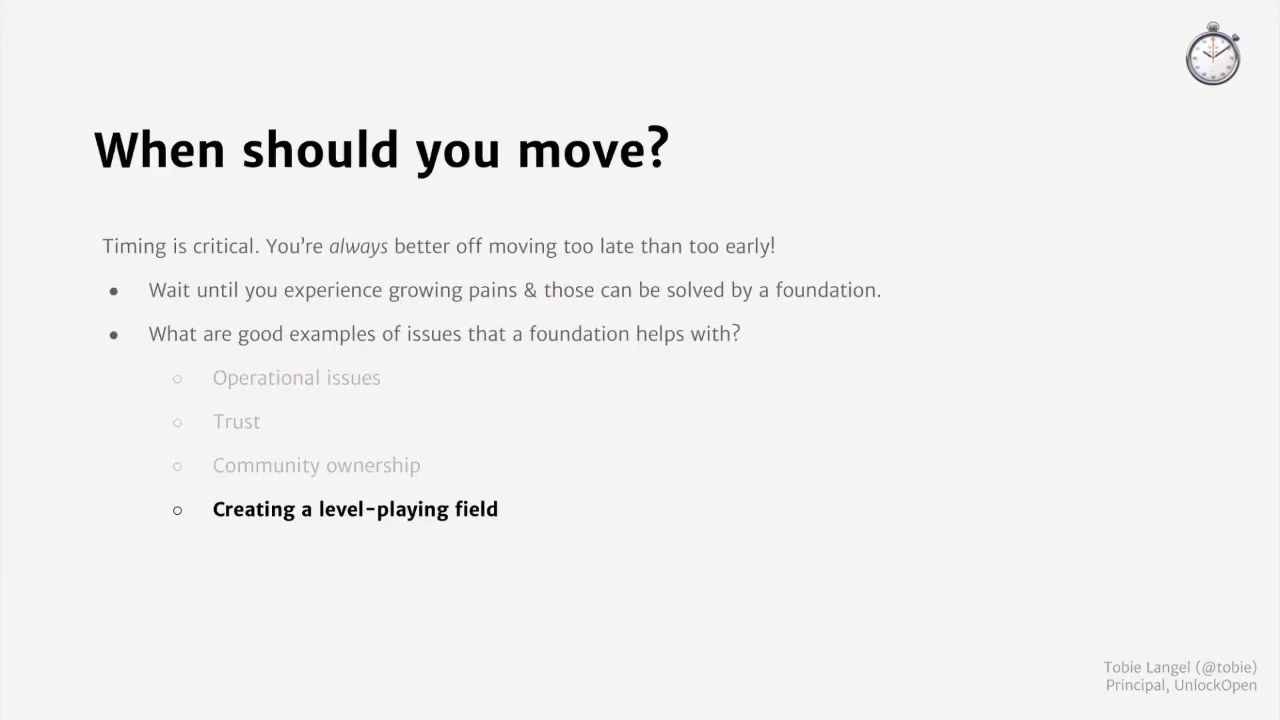 When should you move?
Timing is critical. You’re always better off moving too late than too early!
● Wait until you experience growing pains & those can be solved by a foundation.
● What are good examples of issues that a foundation helps with?
○ Operational issues
○ Trust
○ Community ownership
○ Creating a level-playing field
Tobie Langel (@tobie)
Principal, UnlockOpen